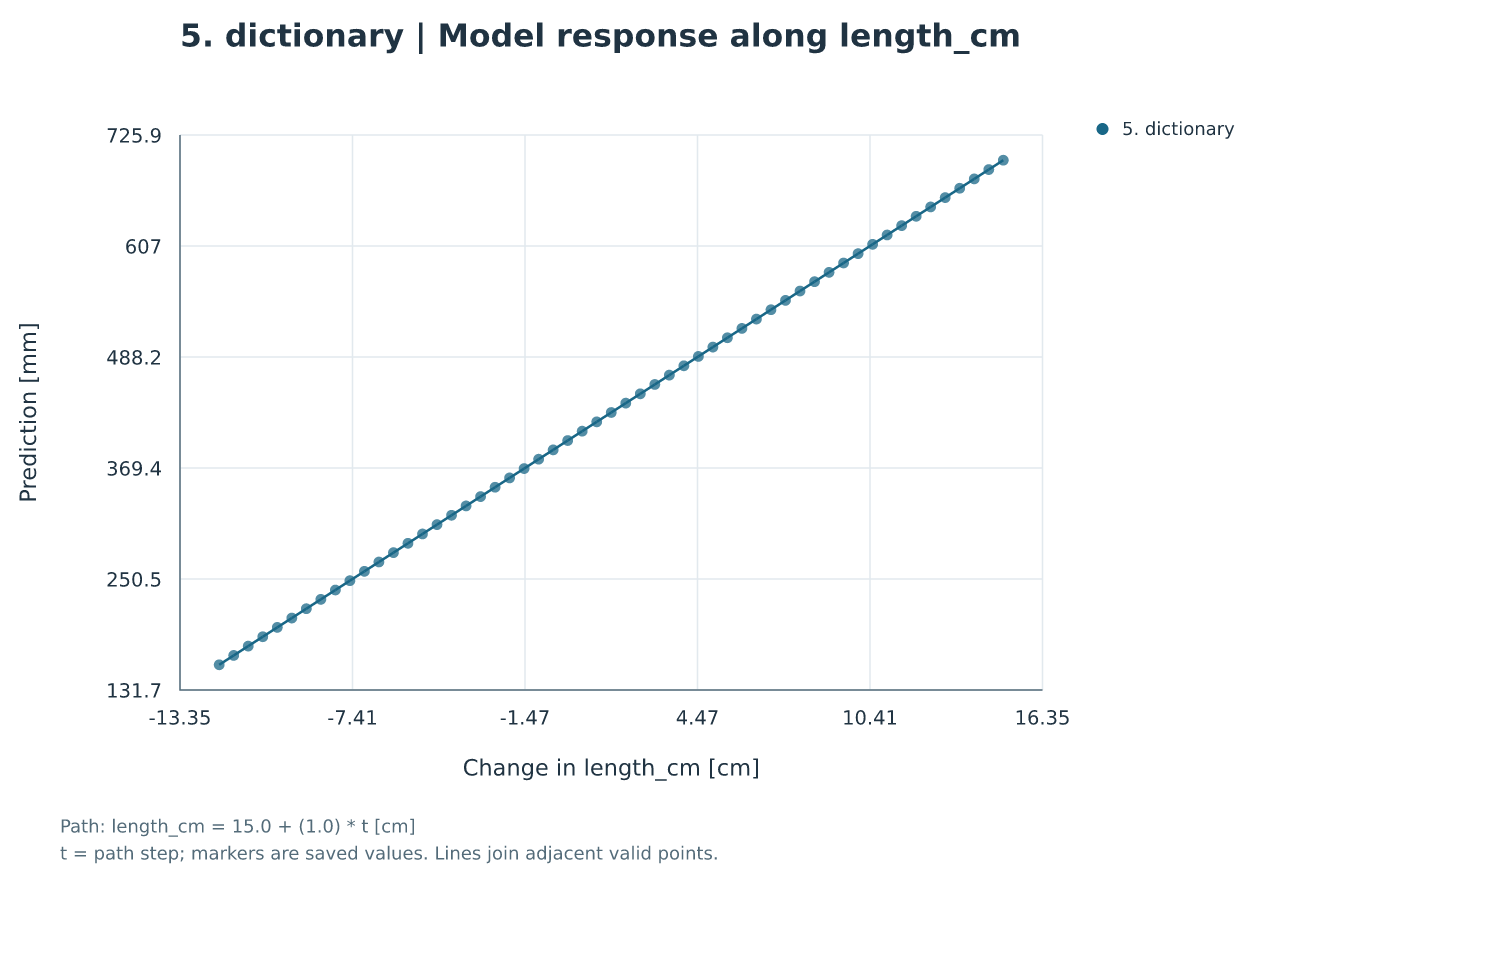 5. dictionary | Model response along length_cm
5. dictionary
725.9
607
488.2
369.4
250.5
131.7
Prediction [mm]
-13.35
-7.41
-1.47
4.47
10.41
16.35
Change in length_cm [cm]
Path: length_cm = 15.0 + (1.0) * t [cm]
t = path step; markers are saved values. Lines join adjacent valid points.